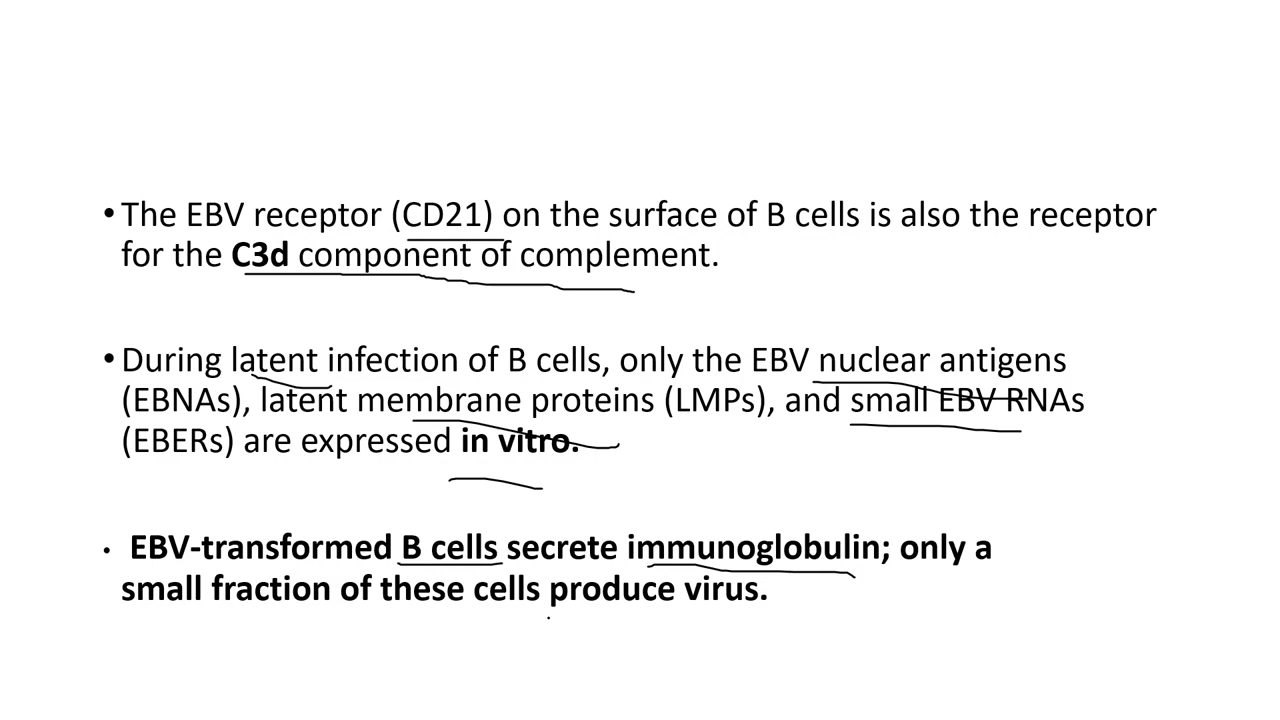 • The EBV receptor (CD21) on the surface of B cells is also the receptor
for the C3d component of complement.
• During latent infection of B cells, only the EBV nuclear antigens
(EBNAs), latent membrane proteins (LMPs), and small EBV RNAs
(EBERs) are expressed in vitro.
• EBV-transformed B cells secrete immunoglobulin; only a
small fraction of these cells produce virus.